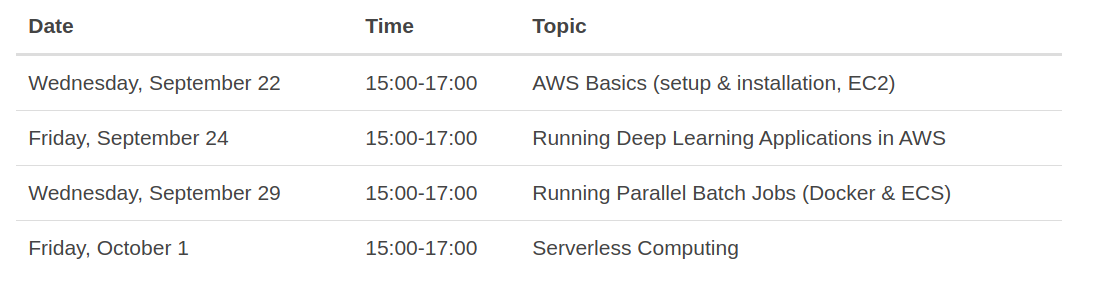 Date Time Topic
Wednesday, September 22 15:00-17:00 AWS Basics (setup & installation, EC2)
Friday, September 24 15:00-17:00 Running Deep Learning Applications in AWS
Wednesday, September 29 15:00-17:00 Running Parallel Batch Jobs (Docker & ECS)
Friday, October 1 15:00-17:00 Serverless Computing